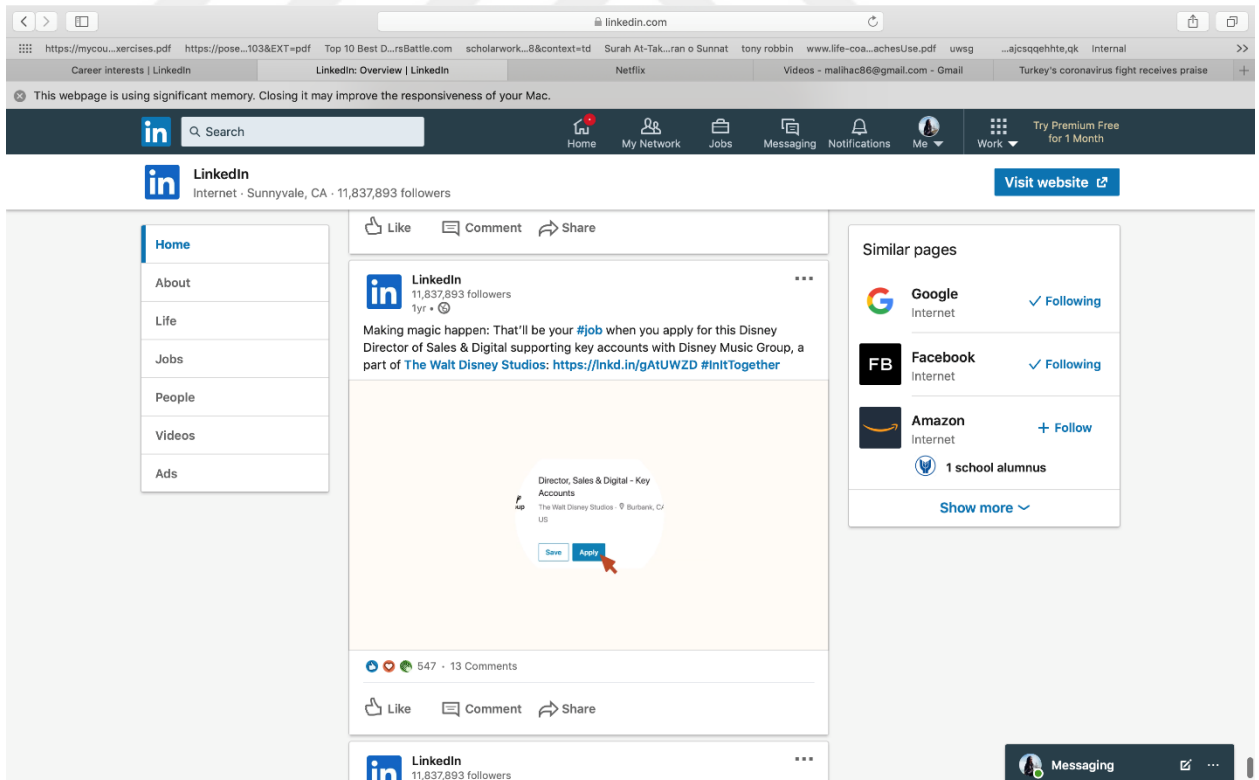 linkedin.com
https://mycou...xercises.pdf https://pose...103&EXT=pdf Top 10 Best D...rsBattle.com scholarwork...8&context=td Surah At-Tak...ran o Sunnat tony robbin www.life-coa...achesUse.pdf uwsg ...ajcsqqehhte,qk Internal >>
Career interests | LinkedIn LinkedIn: Overview | LinkedIn Netflix Videos - malihac86@gmail.com - Gmail Turkey's coronavirus fight receives praise +
This webpage is using significant memory. Closing it may improve the responsiveness of your Mac.
in Search Home My Network Jobs Messaging Notifications Me Work Try Premium Free
for 1 Month
in LinkedIn
Internet · Sunnyvale, CA · 11,837,893 followers
Visit website
Home
About
Life
Jobs
People
Videos
Ads
Like Comment Share
in LinkedIn
11,837,893 followers
1yr •
Making magic happen: That'll be your #job when you apply for this Disney
Director of Sales & Digital supporting key accounts with Disney Music Group, a
part of The Walt Disney Studios: https://lnkd.in/gAtUWZD #InItTogether
Director, Sales & Digital - Key
Accounts
The Walt Disney Studios · Burbank, CA
US
Save Apply
547 · 13 Comments
Like Comment Share
in LinkedIn
11,837,893 followers
Similar pages
Google
Internet
Following
FB Facebook
Internet
Following
Amazon
Internet
+ Follow
1 school alumnus
Show more
Messaging